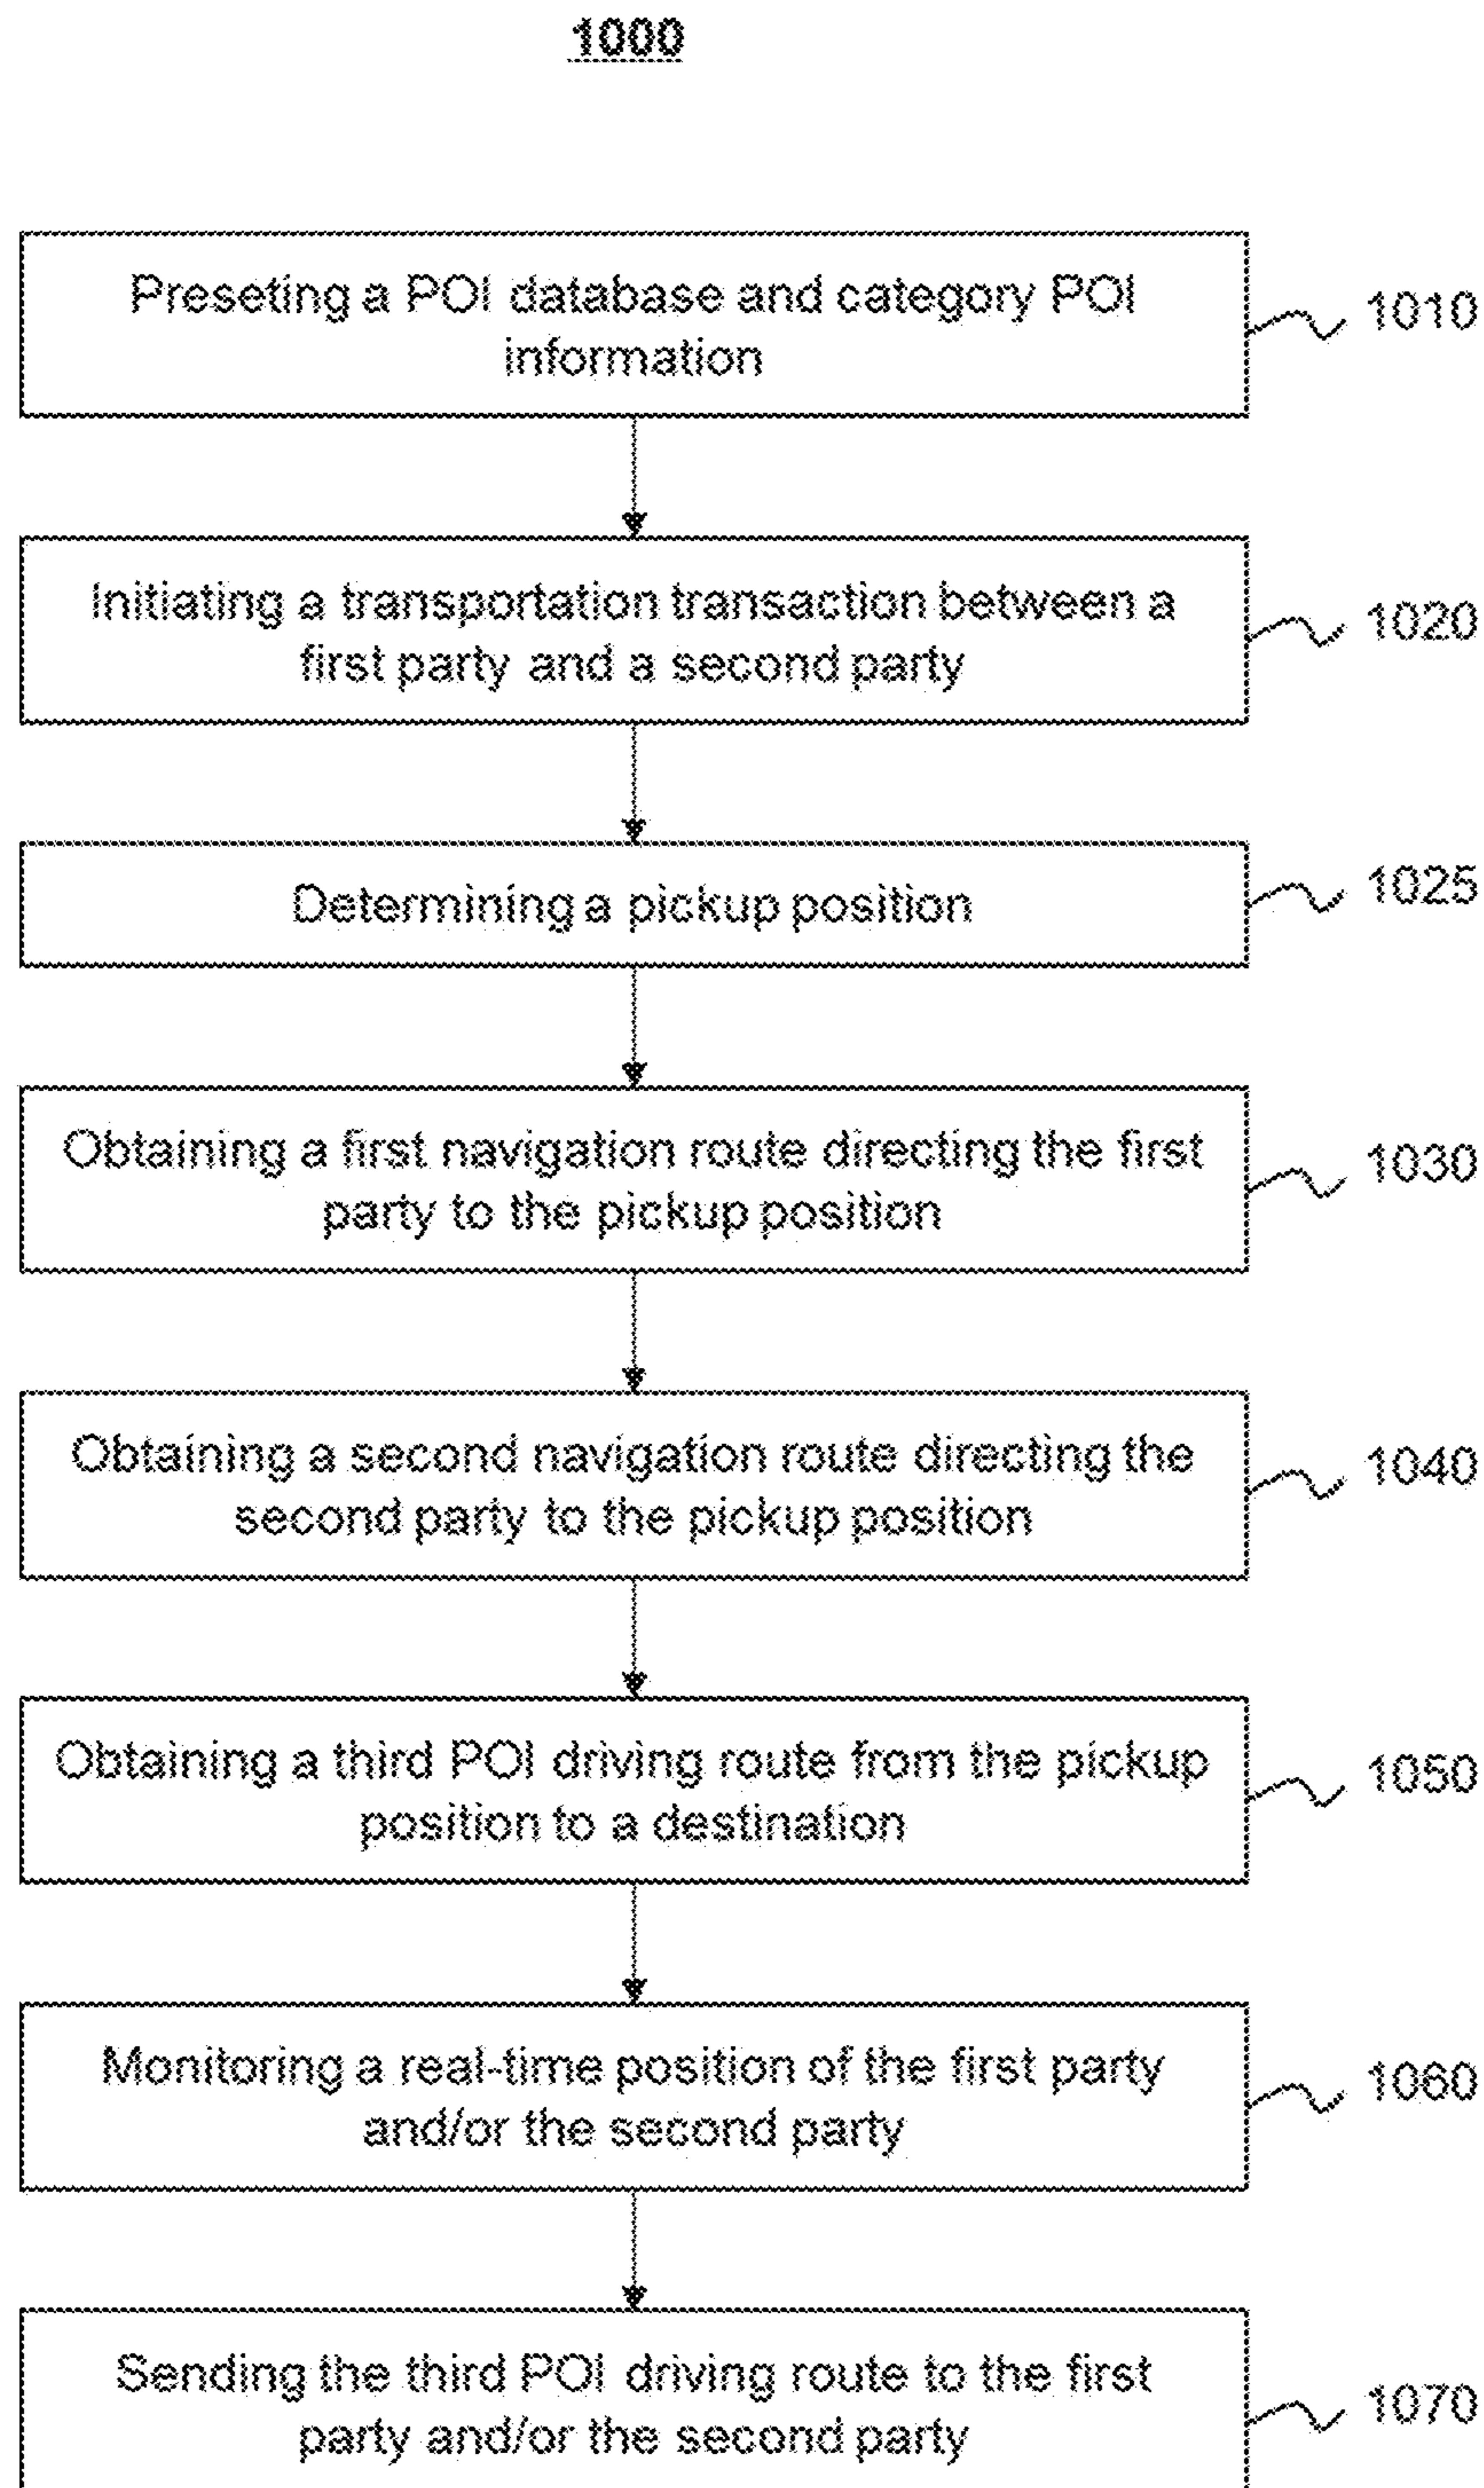 1000
Preseting a POI database and category POI
information
1010
Initiating a transportation transaction between a
first party and a second party
1020
Determining a pickup position
1025
Obtaining a first navigation route directing the first
party to the pickup position
1030
Obtaining a second navigation route directing the
second party to the pickup position
1040
Obtaining a third POI driving route from the pickup
position to a destination
1050
Monitoring a real-time position of the first party
and/or the second party
1060
Sending the third POI driving route to the first
party and/or the second party
1070